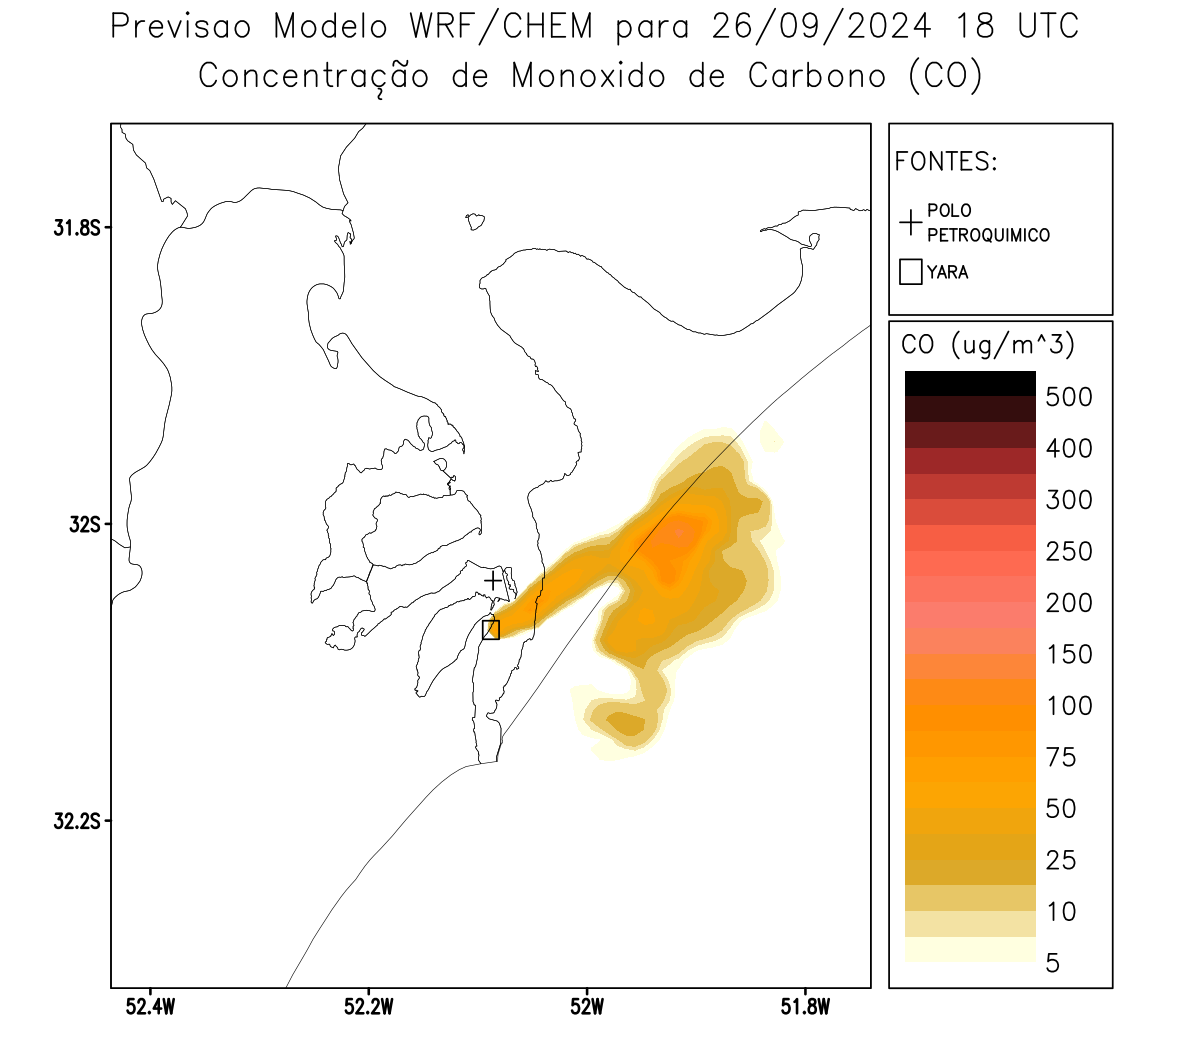 Previsao Modelo WRF/CHEM para 26/09/2024 18 UTC
Concentração de Monoxido de Carbono (CO)
FONTES:
POLO
PETROQUIMICO
YARA
CO (ug/m^3)
500
400
300
250
200
150
100
75
50
25
10
5
31.8S
32S
32.2S
52.4W
52.2W
52W
51.8W